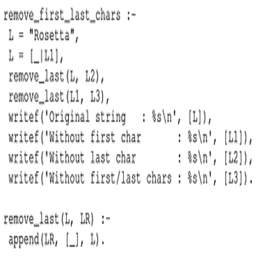 remove_first_last_chars :-
 L = "Rosetta",
 L = [_|L1],
 remove_last(L, L2),
 remove_last(L1, L3),
 writef('Original string   : %s\n', [L]),
 writef('Without first char       : %s\n', [L1]),
 writef('Without last char        : %s\n', [L2]),
 writef('Without first/last chars : %s\n', [L3]).

remove_last(L, LR) :-
 append(LR, [_], L).